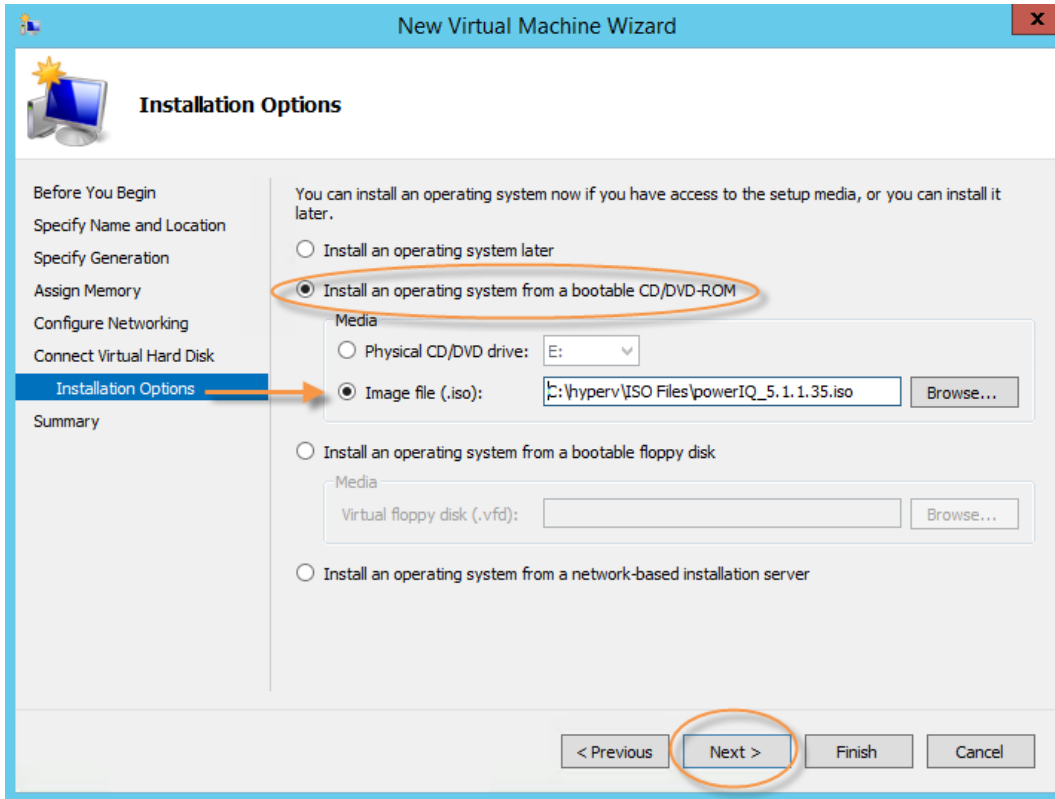 New Virtual Machine Wizard
x
Installation Options
Before You Begin
Specify Name and Location
Specify Generation
Assign Memory
Configure Networking
Connect Virtual Hard Disk
Installation Options
Summary
You can install an operating system now if you have access to the setup media, or you can install it
later.
Install an operating system later
Install an operating system from a bootable CD/DVD-ROM
Media
Physical CD/DVD drive: E:
Image file (.iso): C:\hyperv\ISO Files\powerIQ_5.1.1.35.iso Browse...
Install an operating system from a bootable floppy disk
Media
Virtual floppy disk (.vfd): Browse...
Install an operating system from a network-based installation server
< Previous Next > Finish Cancel